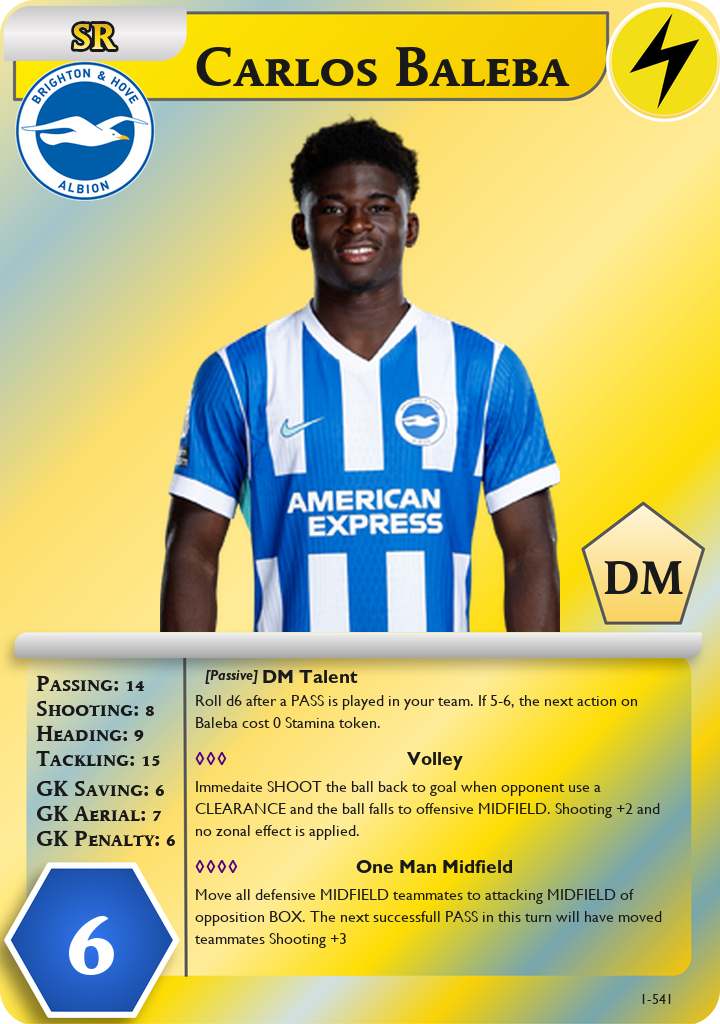 SR
Carlos Baleba
BRIGHTON & HOVE
ALBION
BRIGTHON & HOVE
ALBION
AMERICAN
EXPRESS
DM
Passing: 14
Shooting: 8
Heading: 9
Tackling: 15
GK Saving: 6
GK Aerial: 7
GK Penalty: 6
6
[Passive] DM Talent
Roll d6 after a PASS is played in your team. If 5-6, the next action on
Baleba cost 0 Stamina token.
◊◊◊ Volley
Immedaite SHOOT the ball back to goal when opponent use a
CLEARANCE and the ball falls to offensive MIDFIELD. Shooting +2 and
no zonal effect is applied.
◊◊◊◊ One Man Midfield
Move all defensive MIDFIELD teammates to attacking MIDFIELD of
opposition BOX. The next successfull PASS in this turn will have moved
teammates Shooting +3
1-541